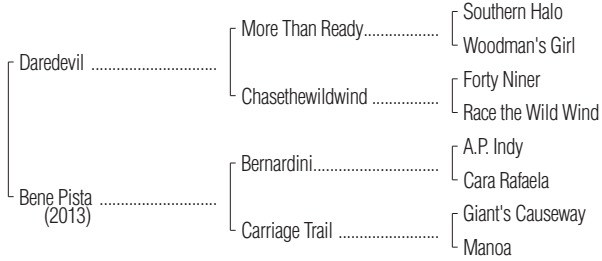 Southern Halo
More Than Ready..................
Woodman's Girl
Daredevil ..............................
Forty Niner
Chasethewildwind ................
Race the Wild Wind
A.P. Indy
Bernardini..............................
Cara Rafaela
Bene Pista ............................
(2013)
Giant's Causeway
Carriage Trail ........................
Manoa